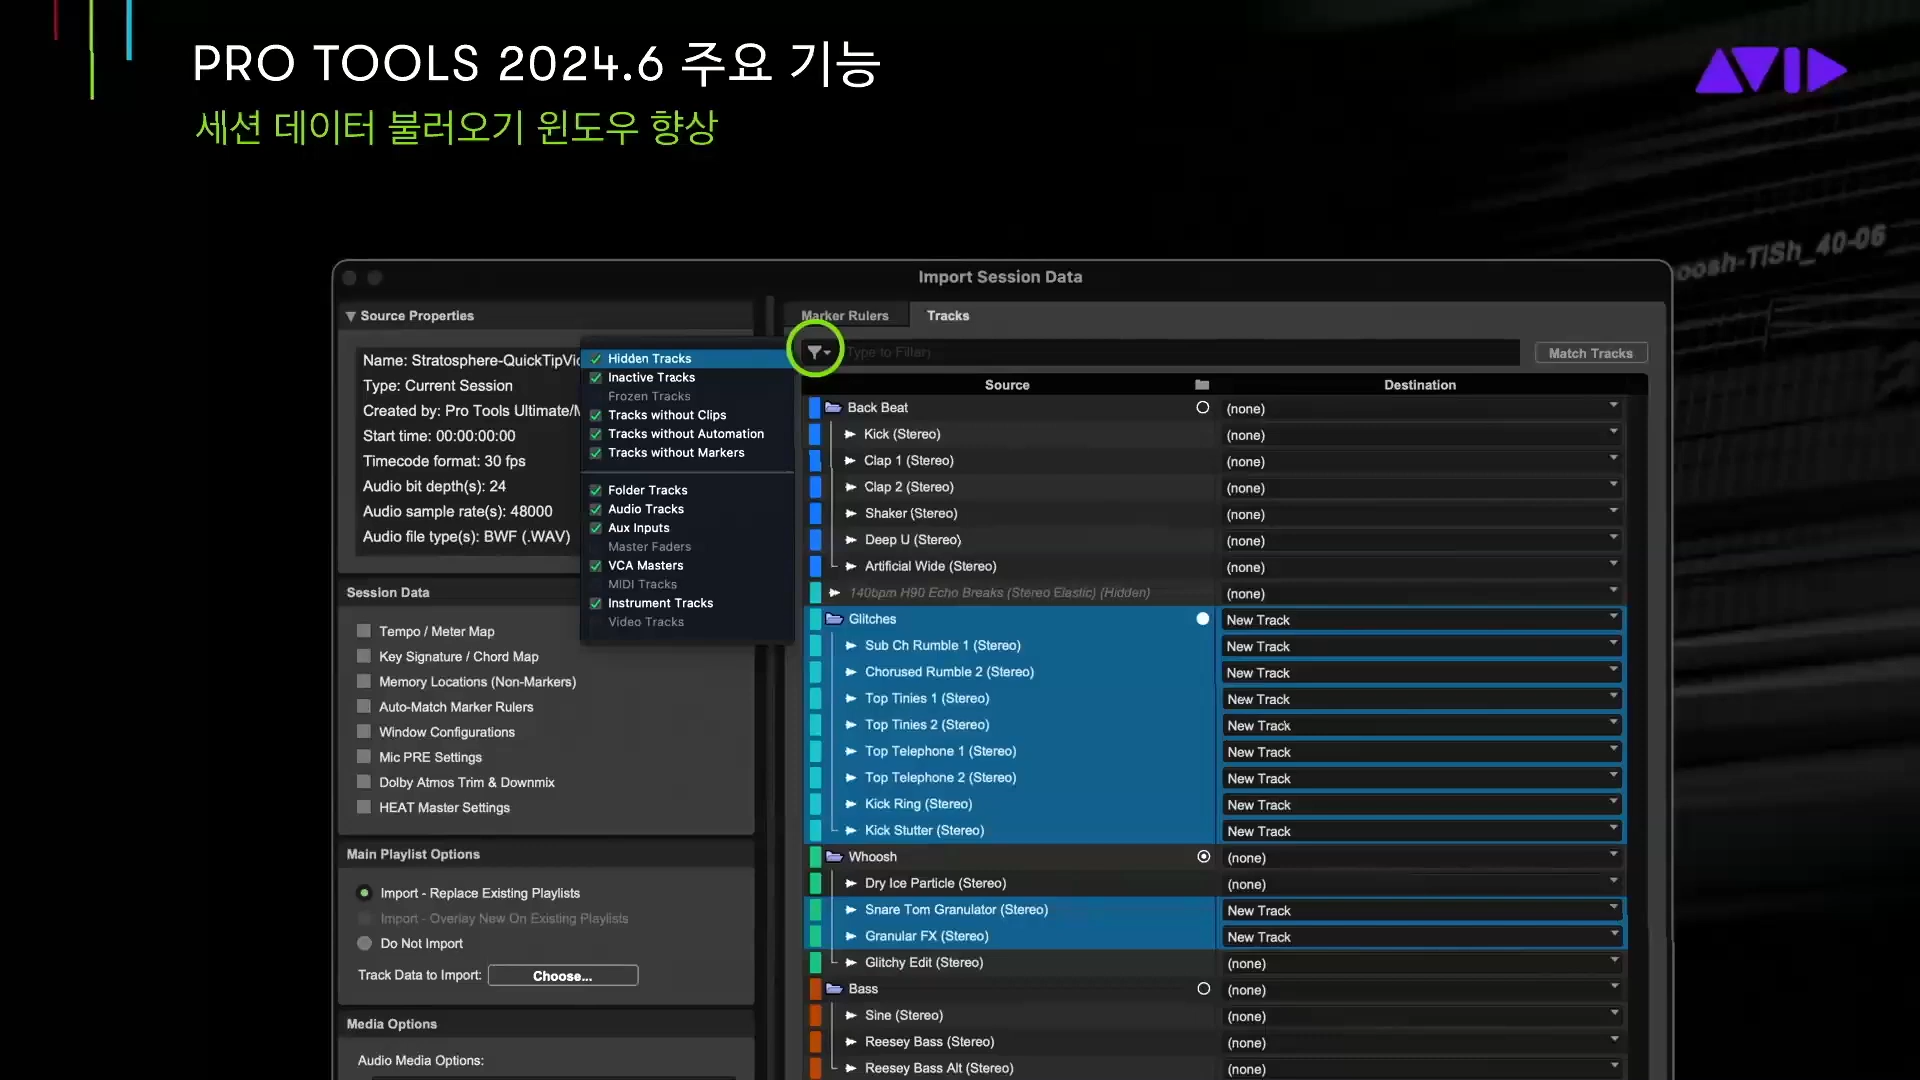 PRO TOOLS 2024.6 주요 기능
세션 데이터 불러오기 윈도우 향상
AVID
Import Session Data
Source Properties
Name: Stratosphere-QuickTipVid
Type: Current Session
Created by: Pro Tools Ultimate/M
Start time: 00:00:00:00
Timecode format: 30 fps
Audio bit depth(s): 24
Audio sample rate(s): 48000
Audio file type(s): BWF (.WAV)
Hidden Tracks
Inactive Tracks
Frozen Tracks
Tracks without Clips
Tracks without Automation
Tracks without Markers
Folder Tracks
Audio Tracks
Aux Inputs
Master Faders
VCA Masters
MIDI Tracks
Instrument Tracks
Video Tracks
Session Data
Tempo / Meter Map
Key Signature / Chord Map
Memory Locations (Non-Markers)
Auto-Match Marker Rulers
Window Configurations
Mic PRE Settings
Dolby Atmos Trim & Downmix
HEAT Master Settings
Main Playlist Options
Import - Replace Existing Playlists
Import - Overlay New On Existing Playlists
Do Not Import
Track Data to Import: Choose...
Media Options
Audio Media Options:
Marker Rulers Tracks
Type to Filter Match Tracks
Source Destination
Back Beat (none)
Kick (Stereo) (none)
Clap 1 (Stereo) (none)
Clap 2 (Stereo) (none)
Shaker (Stereo) (none)
Deep U (Stereo) (none)
Artificial Wide (Stereo) (none)
140bpm H90 Echo Breaks (Stereo Elastic) (Hidden) (none)
Glitches New Track
Sub Ch Rumble 1 (Stereo) New Track
Chorused Rumble 2 (Stereo) New Track
Top Tinies 1 (Stereo) New Track
Top Tinies 2 (Stereo) New Track
Top Telephone 1 (Stereo) New Track
Top Telephone 2 (Stereo) New Track
Kick Ring (Stereo) New Track
Kick Stutter (Stereo) New Track
Whoosh (none)
Dry Ice Particle (Stereo) (none)
Snare Tom Granulator (Stereo) New Track
Granular FX (Stereo) New Track
Glitchy Edit (Stereo) (none)
Bass (none)
Sine (Stereo) (none)
Reesey Bass (Stereo) (none)
Reesey Bass Alt (Stereo) (none)
oosh-TiSh_40-06